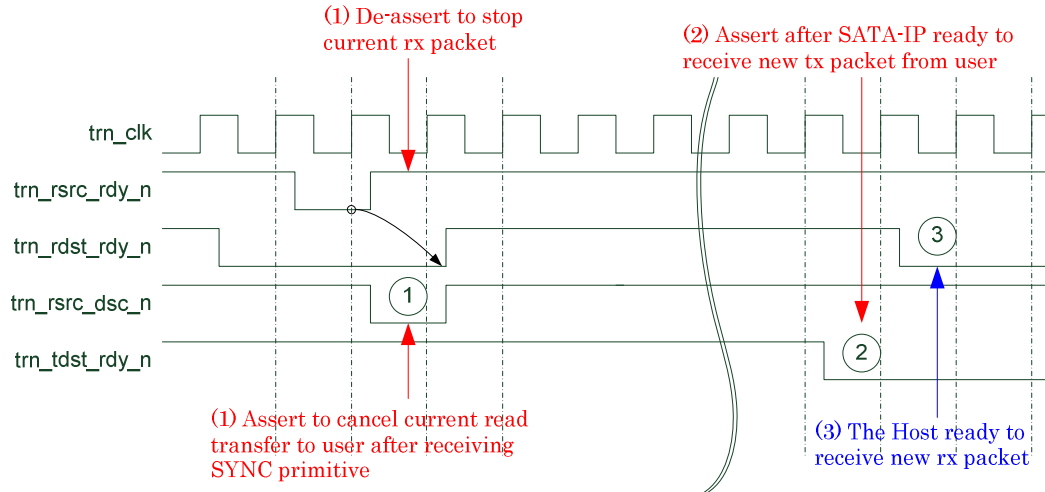 (1) De-assert to stop
current rx packet
(2) Assert after SATA-IP ready to
receive new tx packet from user
trn_clk
trn_rsrc_rdy_n
trn_rdst_rdy_n
3
trn_rsrc_dsc_n
1
trn_tdst_rdy_n
2
(1) Assert to cancel current read
transfer to user after receiving
SYNC primitive
(3) The Host ready to
receive new rx packet